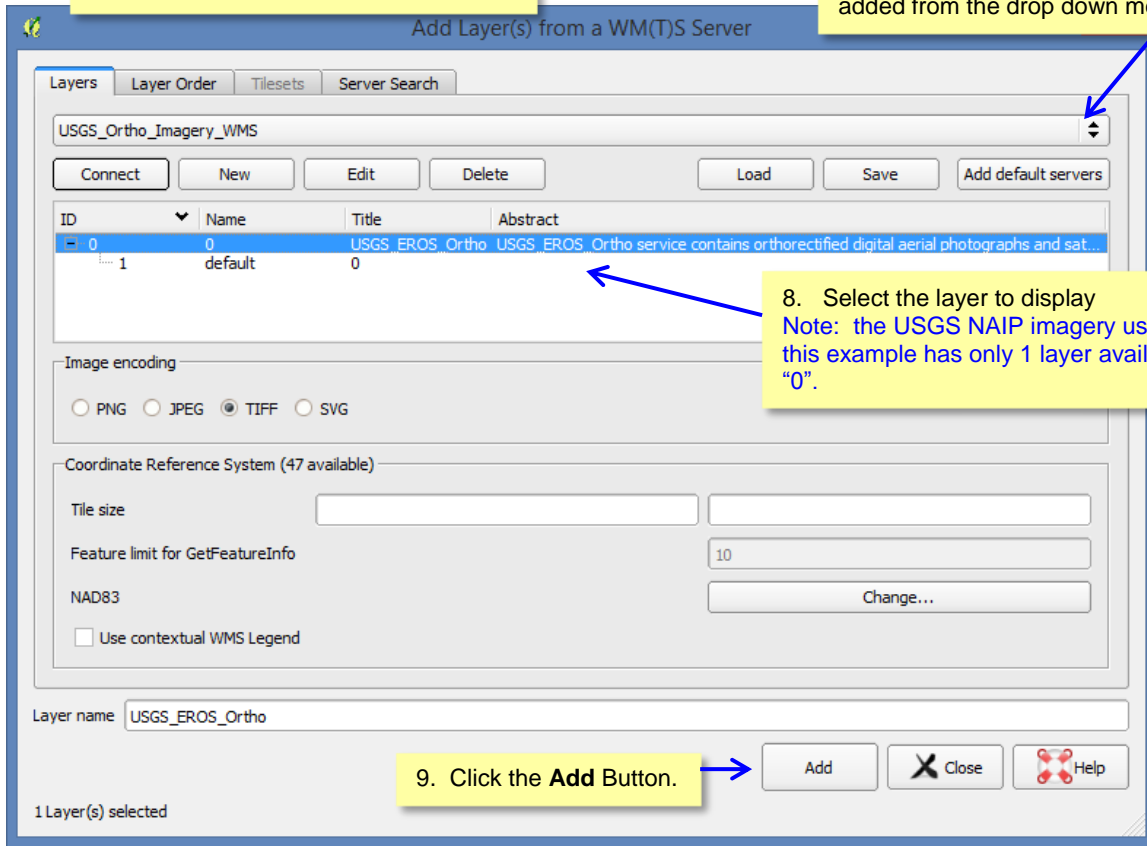 added from the drop down m
Add Layer(s) from a WM(T)S Server
Layers Layer Order Tilesets Server Search
USGS_Ortho_Imagery_WMS
Connect New Edit Delete Load Save Add default servers
ID Name Title Abstract
0 0 USGS_EROS_Ortho USGS_EROS_Ortho service contains orthorectified digital aerial photographs and sat...
1 default 0
8. Select the layer to display
Note: the USGS NAIP imagery us
this example has only 1 layer avail
“0”.
Image encoding
PNG JPEG TIFF SVG
Coordinate Reference System (47 available)
Tile size
Feature limit for GetFeatureInfo 10
NAD83 Change...
Use contextual WMS Legend
Layer name USGS_EROS_Ortho
9. Click the Add Button.
Add Close Help
1 Layer(s) selected